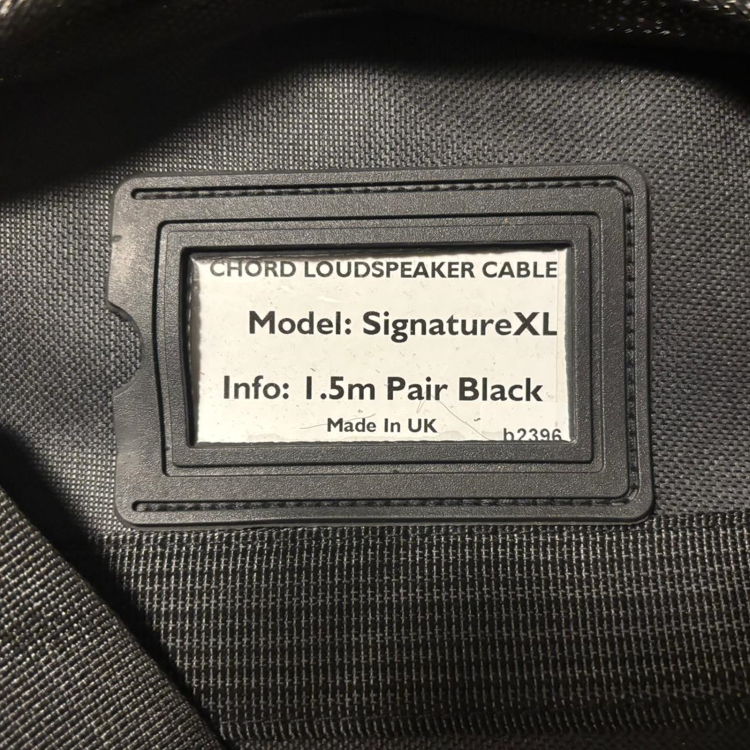 CHORD LOUDSPEAKER CABLE
Model: SignatureXL
Info: 1.5m Pair Black
Made In UK
b2396